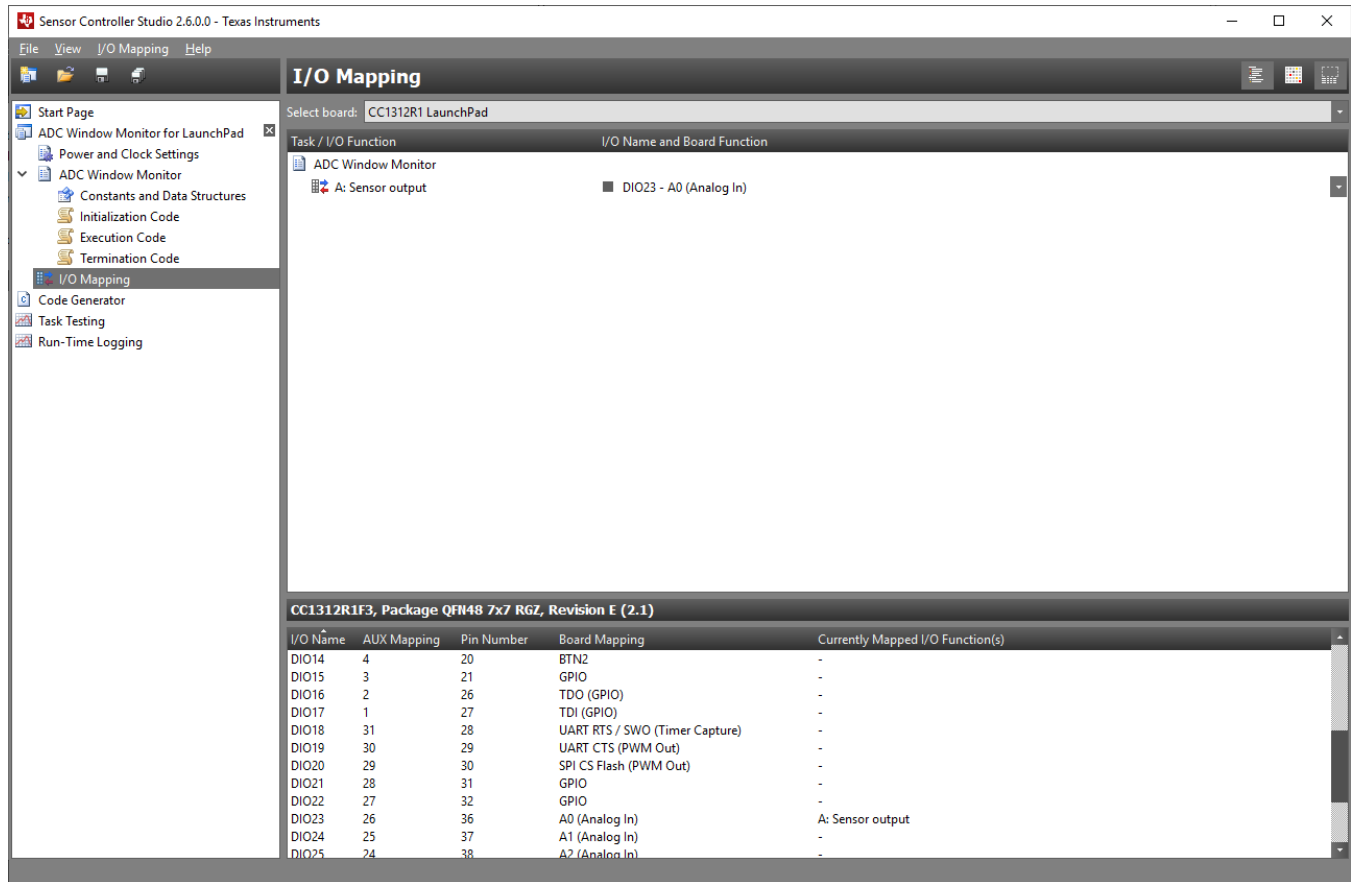 Sensor Controller Studio 2.6.0.0 - Texas Instruments
File View I/O Mapping Help
I/O Mapping
Start Page
ADC Window Monitor for LaunchPad
Power and Clock Settings
ADC Window Monitor
Constants and Data Structures
Initialization Code
Execution Code
Termination Code
I/O Mapping
Code Generator
Task Testing
Run-Time Logging
Select board: CC1312R1 LaunchPad
Task / I/O Function I/O Name and Board Function
ADC Window Monitor
A: Sensor output DIO23 - A0 (Analog In)
CC1312R1F3, Package QFN48 7x7 RGZ, Revision E (2.1)
I/O Name AUX Mapping Pin Number Board Mapping Currently Mapped I/O Function(s)
DIO14 4 20 BTN2 -
DIO15 3 21 GPIO -
DIO16 2 26 TDO (GPIO) -
DIO17 1 27 TDI (GPIO) -
DIO18 31 28 UART RTS / SWO (Timer Capture) -
DIO19 30 29 UART CTS (PWM Out) -
DIO20 29 30 SPI CS Flash (PWM Out) -
DIO21 28 31 GPIO -
DIO22 27 32 GPIO -
DIO23 26 36 A0 (Analog In) A: Sensor output
DIO24 25 37 A1 (Analog In) -
DIO25 24 38 A2 (Analog In) -